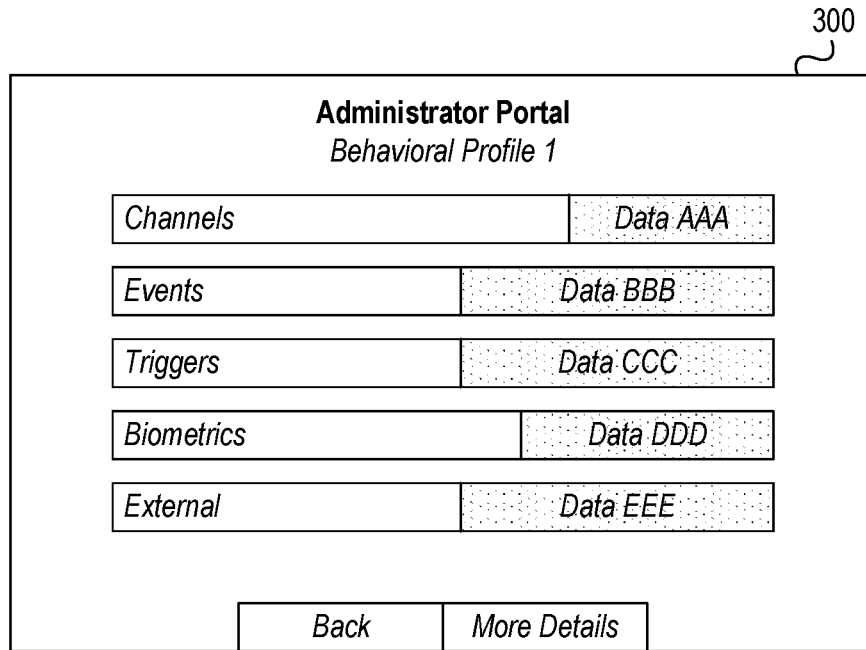 300
Administrator Portal
Behavioral Profile 1
Channels Data AAA
Events Data BBB
Triggers Data CCC
Biometrics Data DDD
External Data EEE
Back More Details